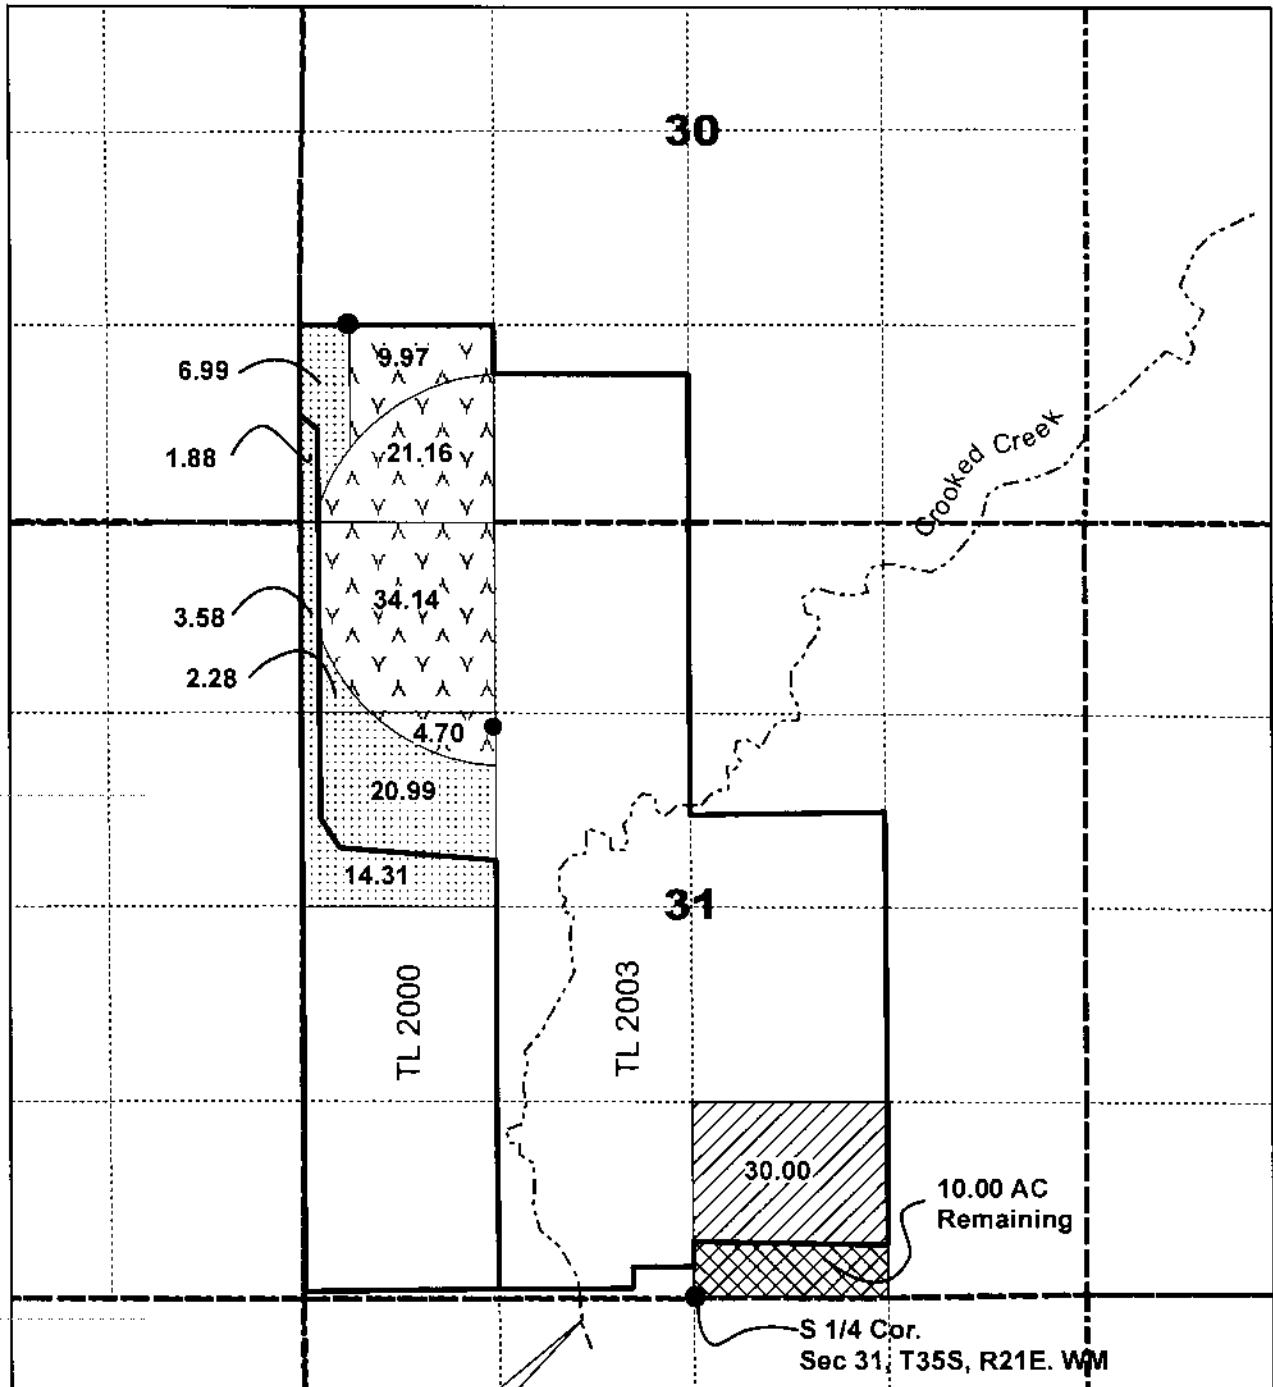 30
9.97
6.99
21.16
1.88
Crooked Creek
34.14
3.58
2.28
4.70
20.99
14.31
31
TL 2000
TL 2003
30.00
10.00 AC
Remaining
S 1/4 Cor.
Sec 31, T35S, R21E. WM